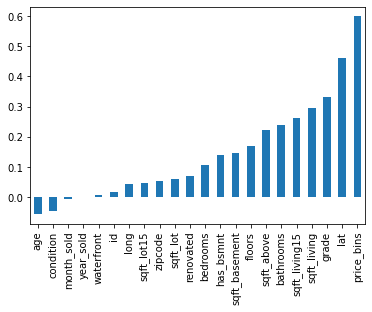 0.6
0.5
0.4
0.3
0.2
0.1
0.0
age
condition
month_sold
year_sold
waterfront
id
long
sqft_lot15
zipcode
sqft_lot
renovated
bedrooms
has_bsmnt
sqft_basement
floors
sqft_above
bathrooms
sqft_living15
sqft_living
grade
lat
price_bins